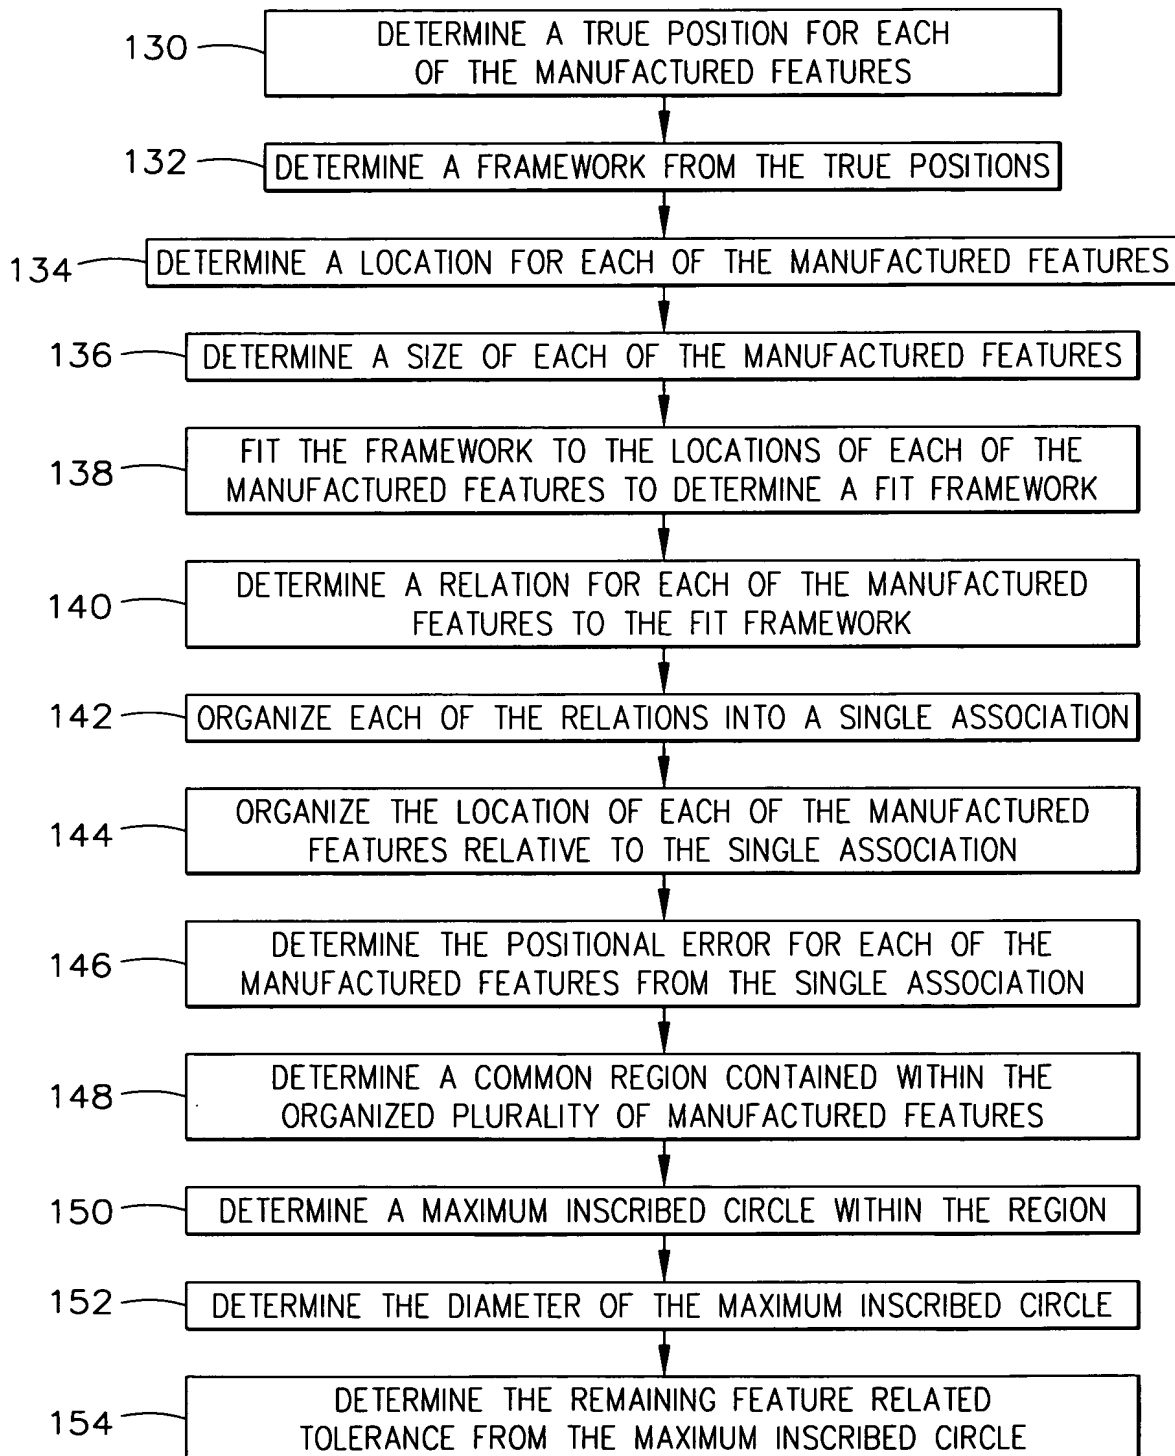 130
DETERMINE A TRUE POSITION FOR EACH
OF THE MANUFACTURED FEATURES
132
DETERMINE A FRAMEWORK FROM THE TRUE POSITIONS
134
DETERMINE A LOCATION FOR EACH OF THE MANUFACTURED FEATURES
136
DETERMINE A SIZE OF EACH OF THE MANUFACTURED FEATURES
138
FIT THE FRAMEWORK TO THE LOCATIONS OF EACH OF THE
MANUFACTURED FEATURES TO DETERMINE A FIT FRAMEWORK
140
DETERMINE A RELATION FOR EACH OF THE MANUFACTURED
FEATURES TO THE FIT FRAMEWORK
142
ORGANIZE EACH OF THE RELATIONS INTO A SINGLE ASSOCIATION
144
ORGANIZE THE LOCATION OF EACH OF THE MANUFACTURED
FEATURES RELATIVE TO THE SINGLE ASSOCIATION
146
DETERMINE THE POSITIONAL ERROR FOR EACH OF THE
MANUFACTURED FEATURES FROM THE SINGLE ASSOCIATION
148
DETERMINE A COMMON REGION CONTAINED WITHIN THE
ORGANIZED PLURALITY OF MANUFACTURED FEATURES
150
DETERMINE A MAXIMUM INSCRIBED CIRCLE WITHIN THE REGION
152
DETERMINE THE DIAMETER OF THE MAXIMUM INSCRIBED CIRCLE
154
DETERMINE THE REMAINING FEATURE RELATED
TOLERANCE FROM THE MAXIMUM INSCRIBED CIRCLE